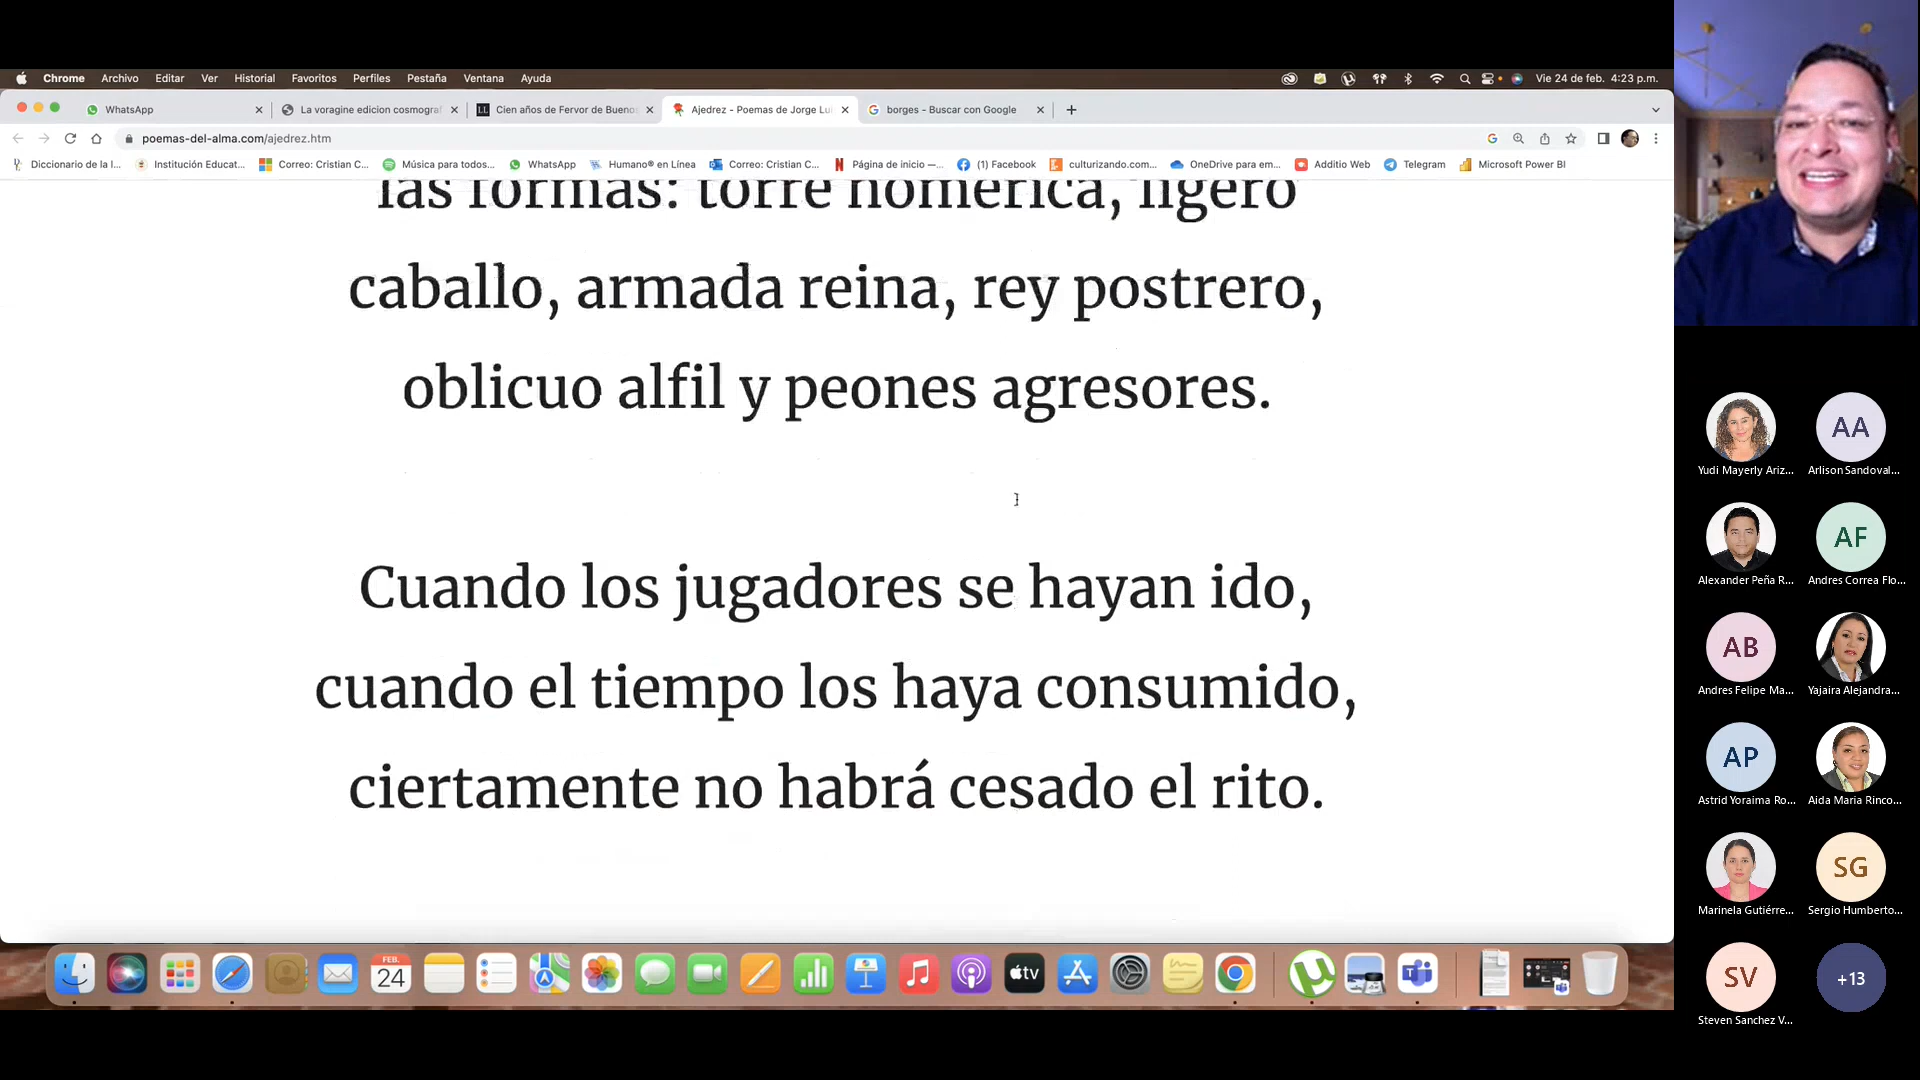 Chrome Archivo Editar Ver Historial Favoritos Perfiles Pestaña Ventana Ayuda
Vie 24 de feb. 4:23 p.m.
WhatsApp
La voragine edicion cosmograf
Cien años de Fervor de Bueno
Ajedrez - Poemas de Jorge Lu
borges - Buscar con Google
poemas-del-alma.com/ajedrez.htm
Diccionario de la l...
Institución Educat...
Correo: Cristian C...
Música para todos...
WhatsApp
Humano® en Línea
Correo: Cristian C...
Página de inicio —...
(1) Facebook
culturizando.com...
OneDrive para em...
Additio Web
Telegram
Microsoft Power BI
las formas: torre homérica, ligero
caballo, armada reina, rey postrero,
oblicuo alfil y peones agresores.
Cuando los jugadores se hayan ido,
cuando el tiempo los haya consumido,
ciertamente no habrá cesado el rito.
FEB.
24
tv
AA
Yudi Mayerly Ariz...
Arlison Sandoval...
AF
Alexander Peña R...
Andres Correa Flo...
AB
Andres Felipe Ma...
Yajaira Alejandra...
AP
Astrid Yoraima Ro...
Aida Maria Rinco...
SG
Marinela Gutiérre...
Sergio Humberto...
SV
+13
Steven Sanchez V...